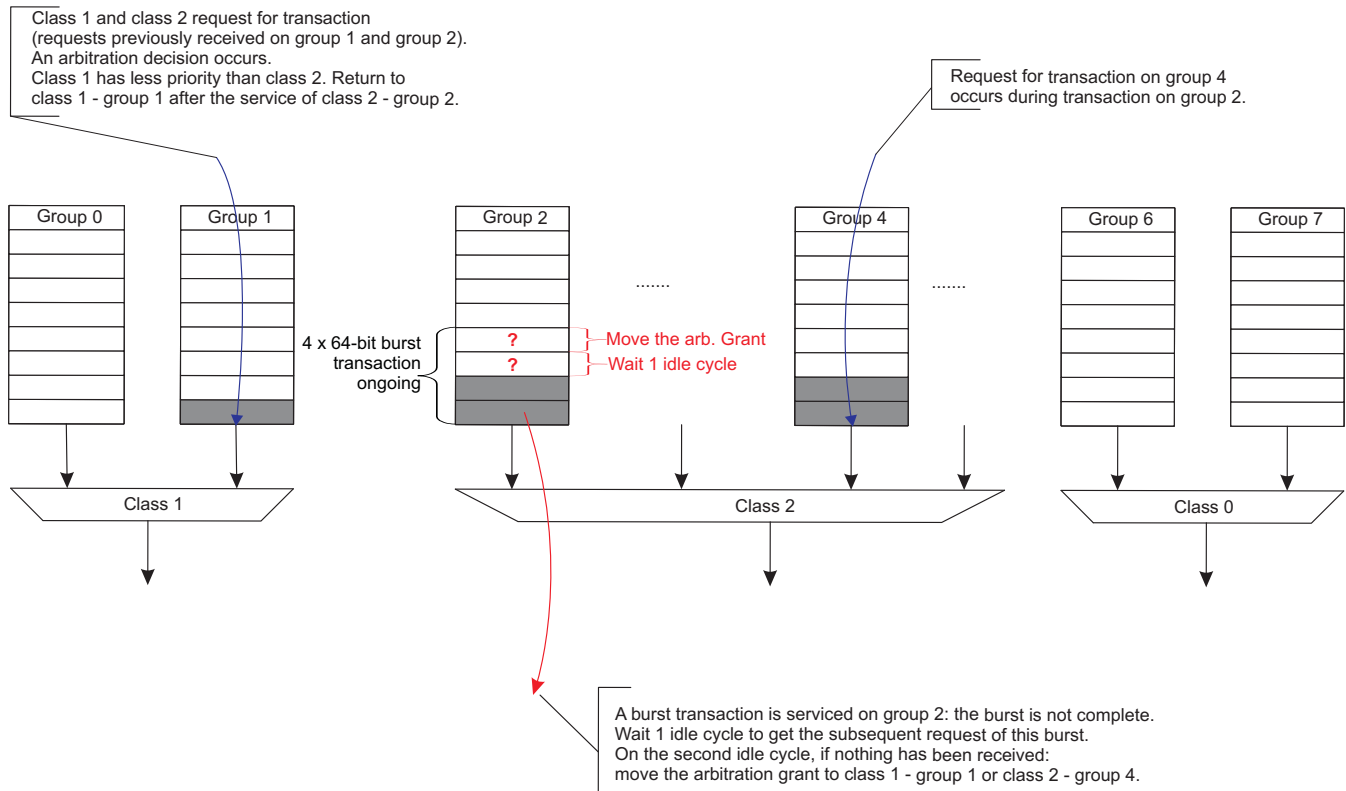 Class 1 and class 2 request for transaction
(requests previously received on group 1 and group 2).
An arbitration decision occurs.
Class 1 has less priority than class 2. Return to
class 1 - group 1 after the service of class 2 - group 2.
Request for transaction on group 4
occurs during transaction on group 2.
Group 0
Group 1
Group 2
Group 4
Group 6
Group 7
.......
.......
4 x 64-bit burst
transaction
ongoing
?
Move the arb. Grant
?
Wait 1 idle cycle
Class 1
Class 2
Class 0
A burst transaction is serviced on group 2: the burst is not complete.
Wait 1 idle cycle to get the subsequent request of this burst.
On the second idle cycle, if nothing has been received:
move the arbitration grant to class 1 - group 1 or class 2 - group 4.